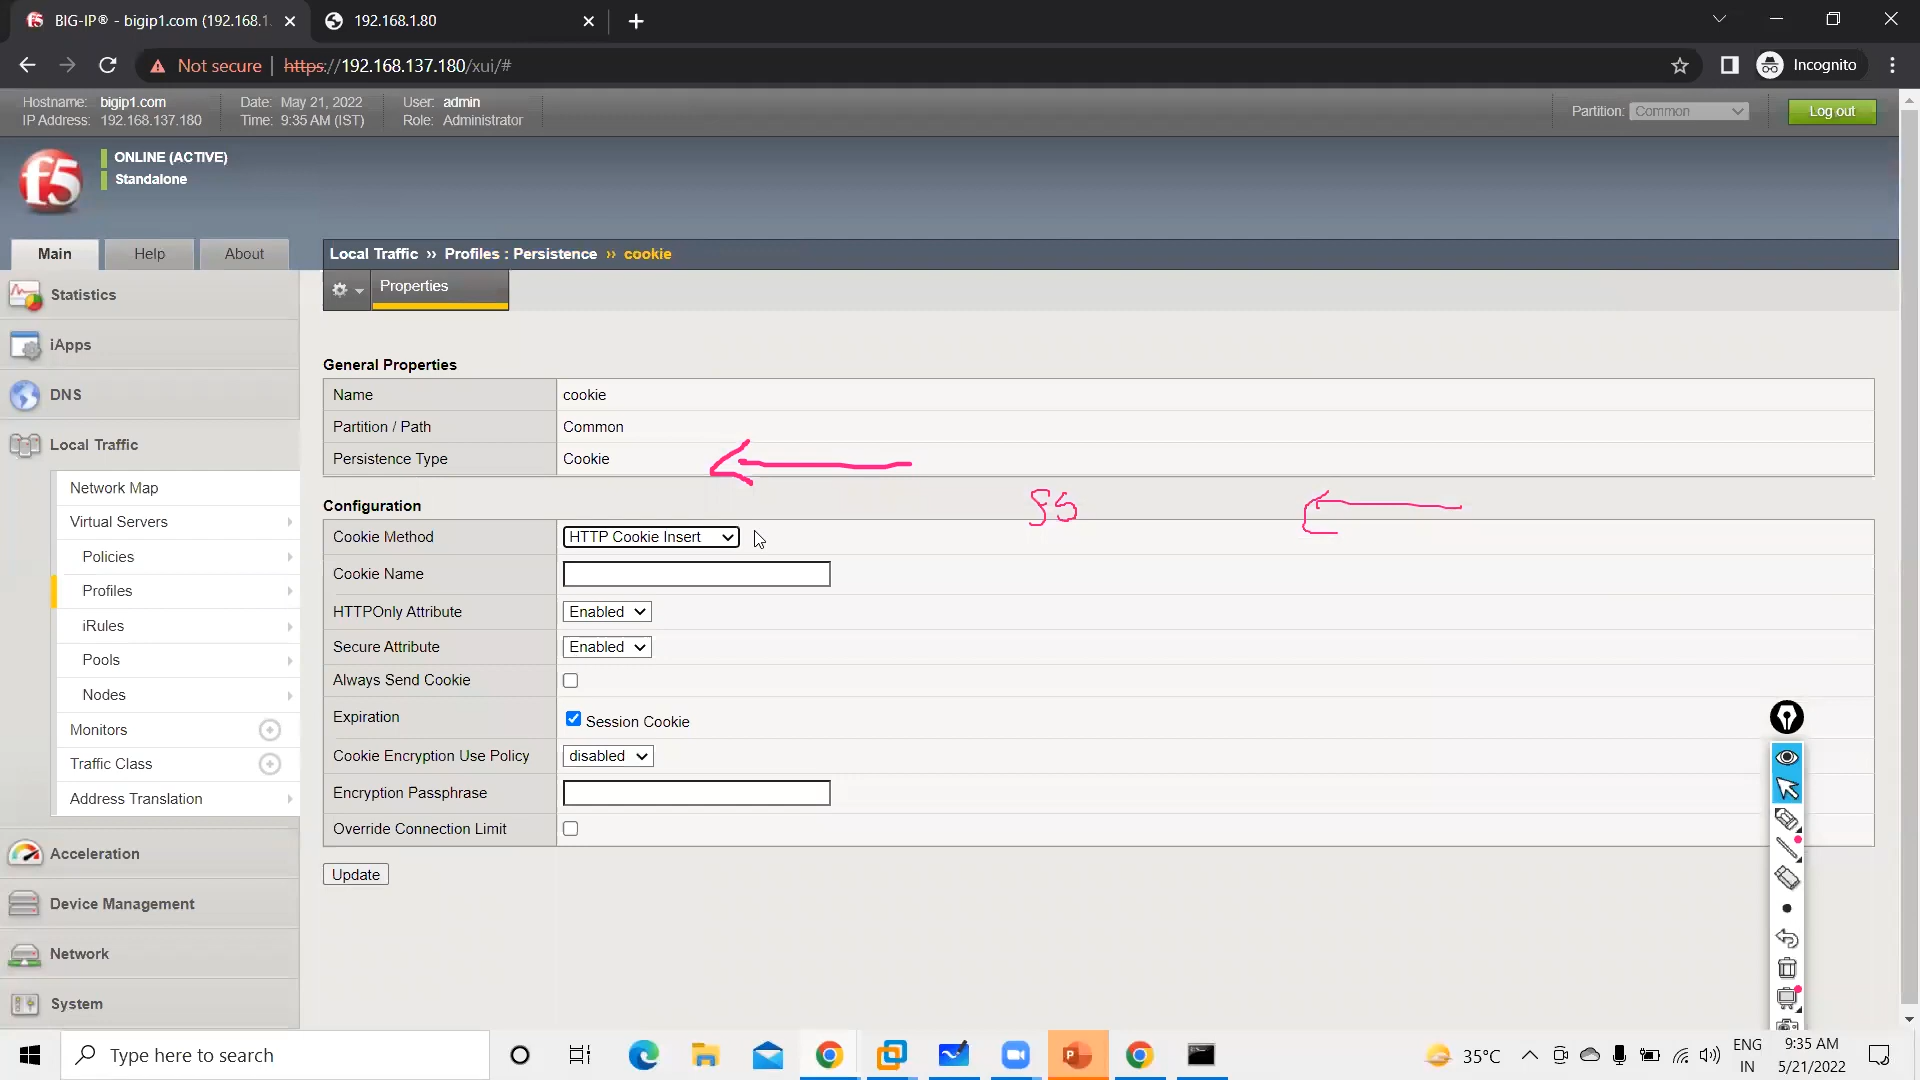 BIG-IP® - bigip1.com (192.168.1.
192.168.1.80
Not secure
https://192.168.137.180/xui/#
Incognito
Hostname: bigip1.com
IP Address: 192.168.137.180
Date: May 21, 2022
Time: 9:35 AM (IST)
User: admin
Role: Administrator
Partition: Common
Log out
f5
ONLINE (ACTIVE)
Standalone
Main
Help
About
Local Traffic ›› Profiles : Persistence ›› cookie
Properties
Statistics
iApps
DNS
Local Traffic
Network Map
Virtual Servers
Policies
Profiles
iRules
Pools
Nodes
Monitors
Traffic Class
Address Translation
Acceleration
Device Management
Network
System
General Properties
Name cookie
Partition / Path Common
Persistence Type Cookie
Configuration
Cookie Method HTTP Cookie Insert
Cookie Name
HTTPOnly Attribute Enabled
Secure Attribute Enabled
Always Send Cookie
Expiration Session Cookie
Cookie Encryption Use Policy disabled
Encryption Passphrase
Override Connection Limit
Update
Type here to search
35°C
ENG
IN
9:35 AM
5/21/2022